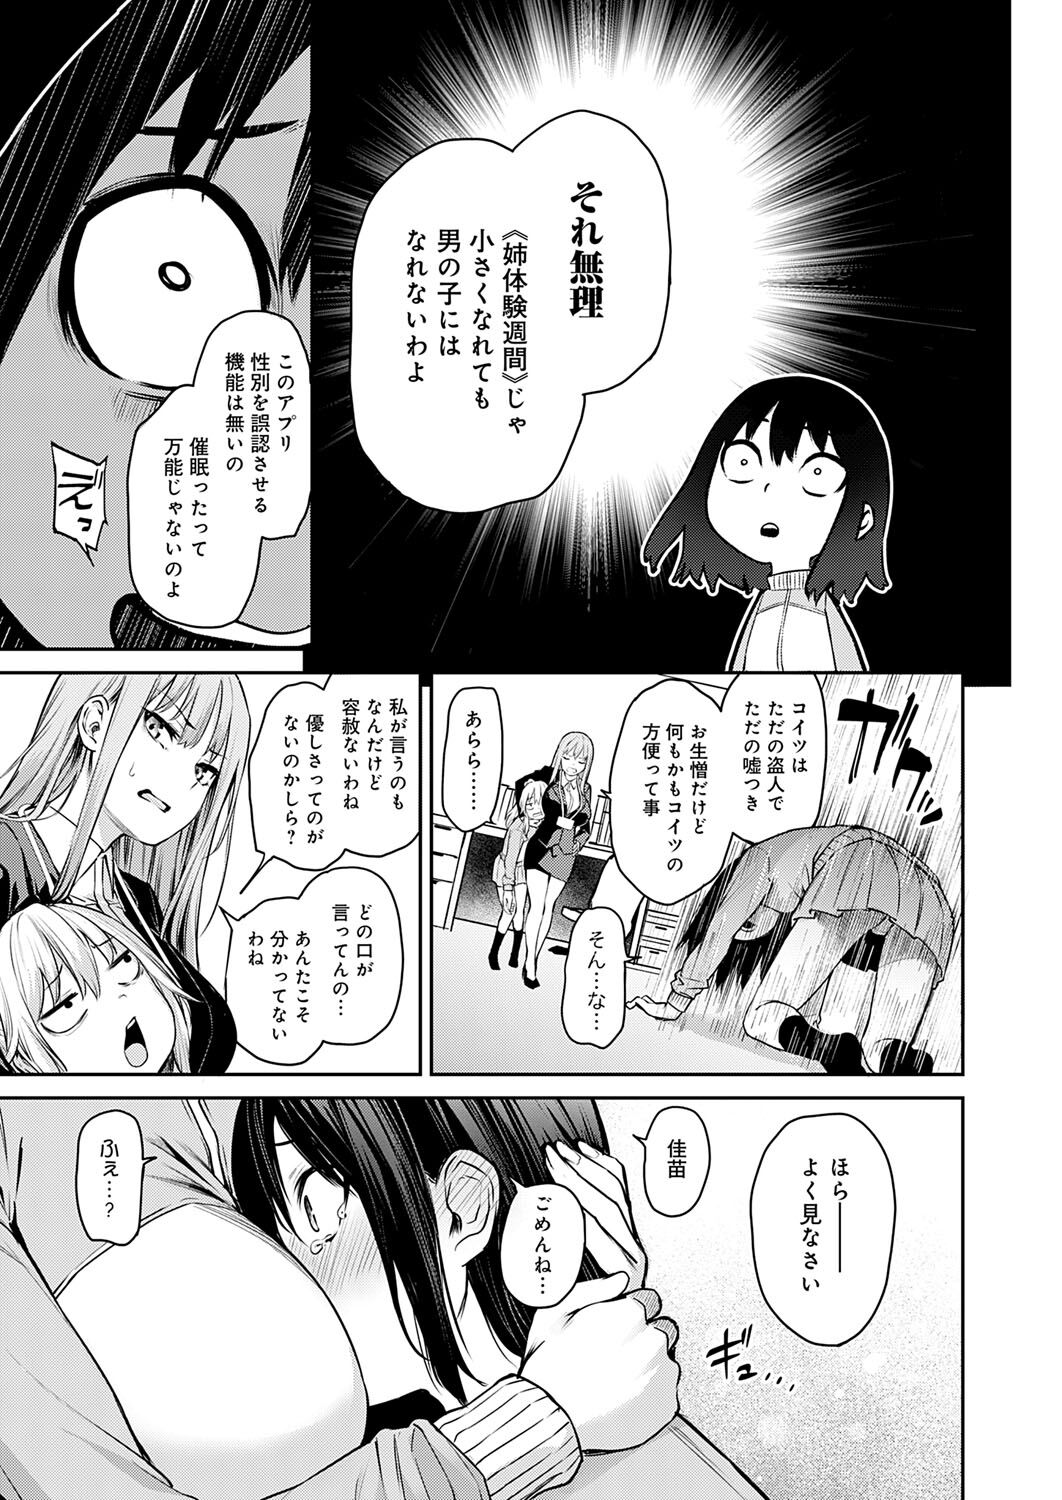 それ無理
《姉体験週間》じゃ
小さくなれても
男の子には
なれないわよ
このアプリ
性別を誤認させる
機能は無いの
催眠ったって
万能じゃないのよ
えっ
ガクッ
コイツは
ただの盗人で
ただの嘘つき
お生憎だけど
何もかもコイツの
方便って事
あらら……
そん…な…
私が言うのも
なんだけど
容赦ないわね
優しさってのが
ないのかしら？
どの口が
言ってんの…
あんたこそ
分かってない
わね
ほら――
よく見なさい
佳苗
ごめんね…
ギュ…
ふぇ…？